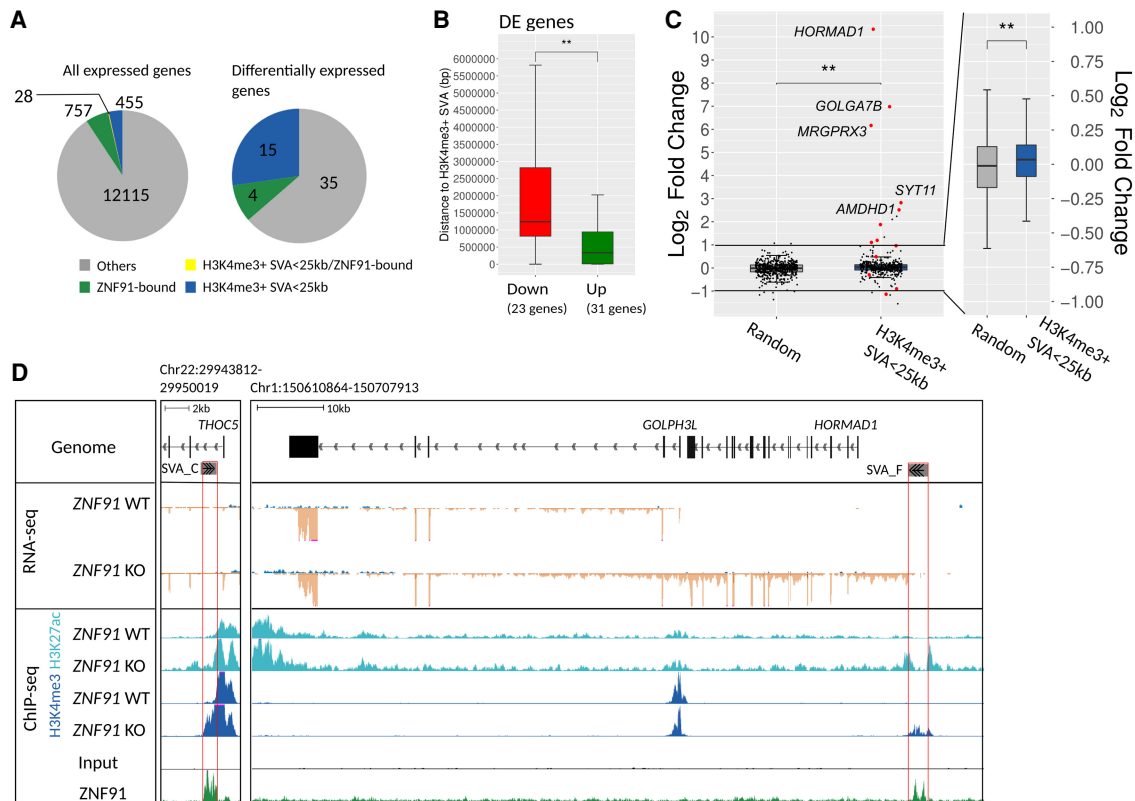 A
All expressed genes
28
757
455
12115
Differentially expressed
genes
15
4
35
Others
H3K4me3+ SVA<25kb/ZNF91-bound
ZNF91-bound
H3K4me3+ SVA<25kb
B
DE genes
**
Distance to H3K4me3+ SVA (bp)
6000000
5500000
5000000
4500000
4000000
3500000
3000000
2500000
2000000
1500000
1000000
500000
0
Down
(23 genes)
Up
(31 genes)
C
Log2 Fold Change
10
9
8
7
6
5
4
3
2
1
0
−1
HORMAD1
**
GOLGA7B
MRGPRX3
SYT11
AMDHD1
Random
H3K4me3+
SVA<25kb
**
1.00
0.75
0.50
0.25
0.00
−0.25
−0.50
−0.75
−1.00
Log2 Fold Change
Random
H3K4me3+
SVA<25kb
D
Chr22:29943812-
29950019
Chr1:150610864-150707913
Genome
2kb
THOC5
SVA_C
10kb
GOLPH3L
HORMAD1
SVA_F
RNA-seq
ZNF91 WT
ZNF91 KO
ChIP-seq
H3K4me3 H3K27ac
ZNF91 WT
ZNF91 KO
ZNF91 WT
ZNF91 KO
Input
ZNF91